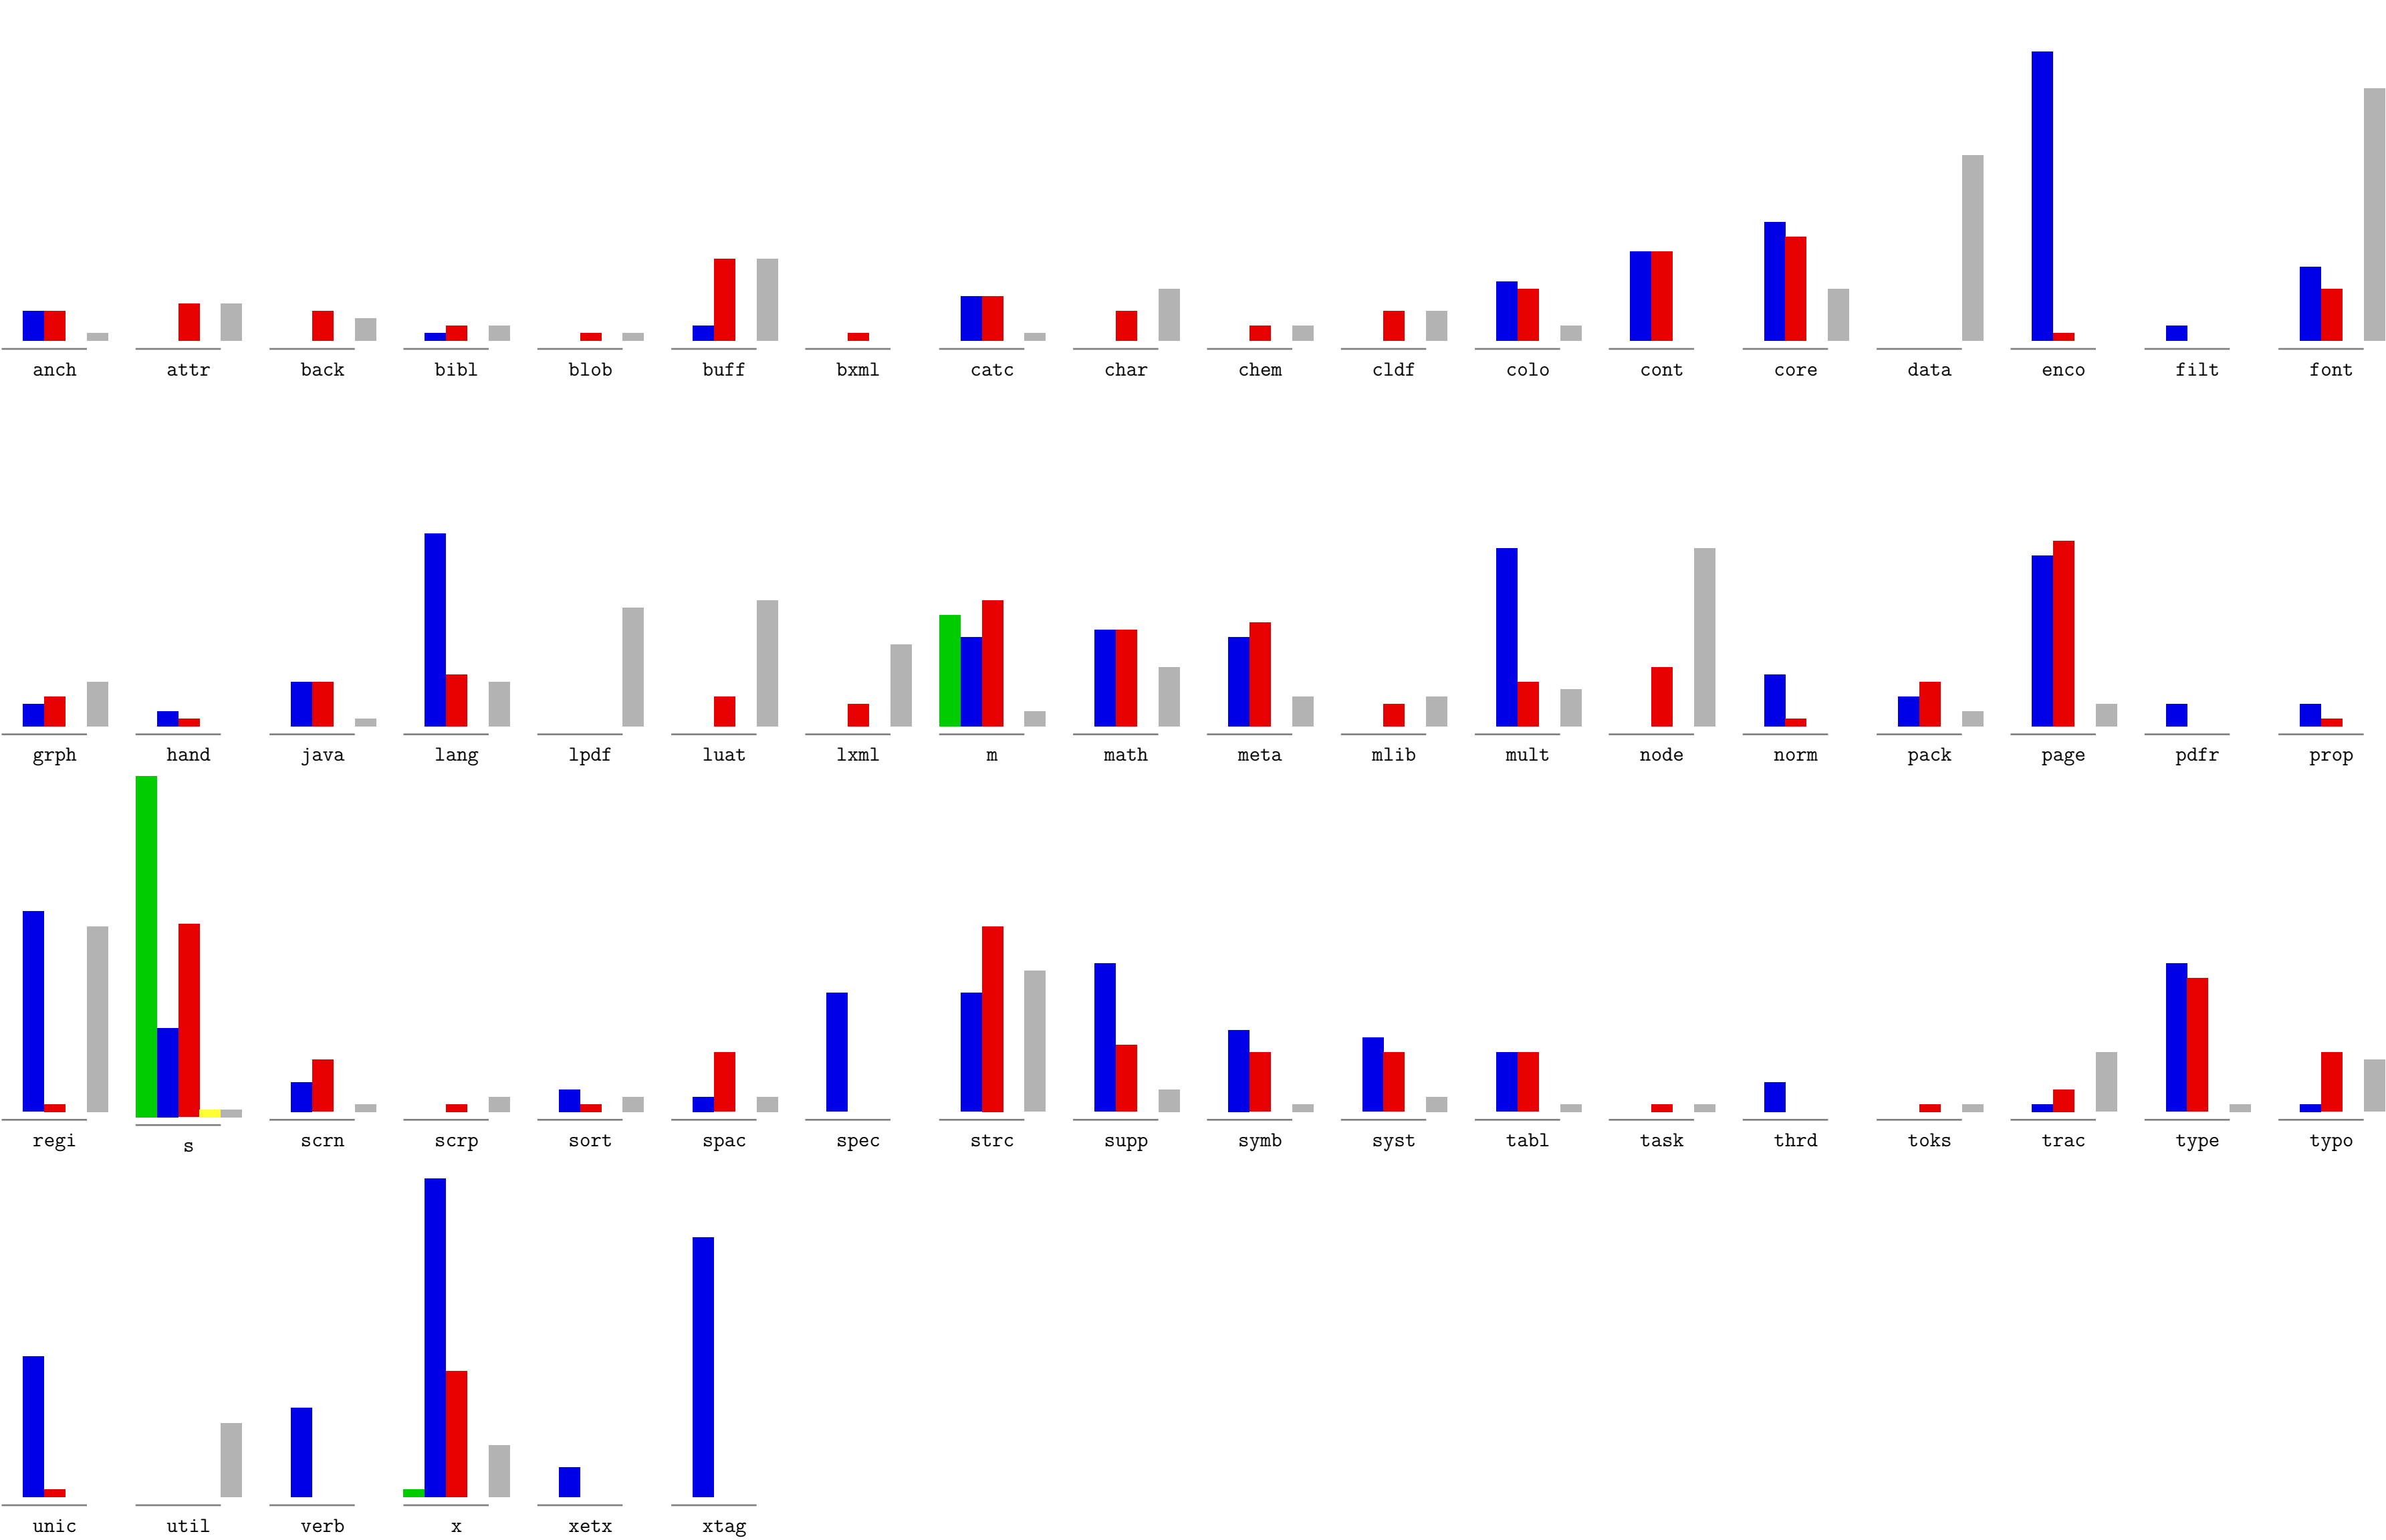 anch attr back bibl blob buff bxml catc char chem cldf colo cont core data enco filt font
grph hand java lang lpdf luat lxml m math meta mlib mult node norm pack page pdfr prop
regi s scrn scrp sort spac spec strc supp symb syst tabl task thrd toks trac type typo
unic util verb x xetx xtag